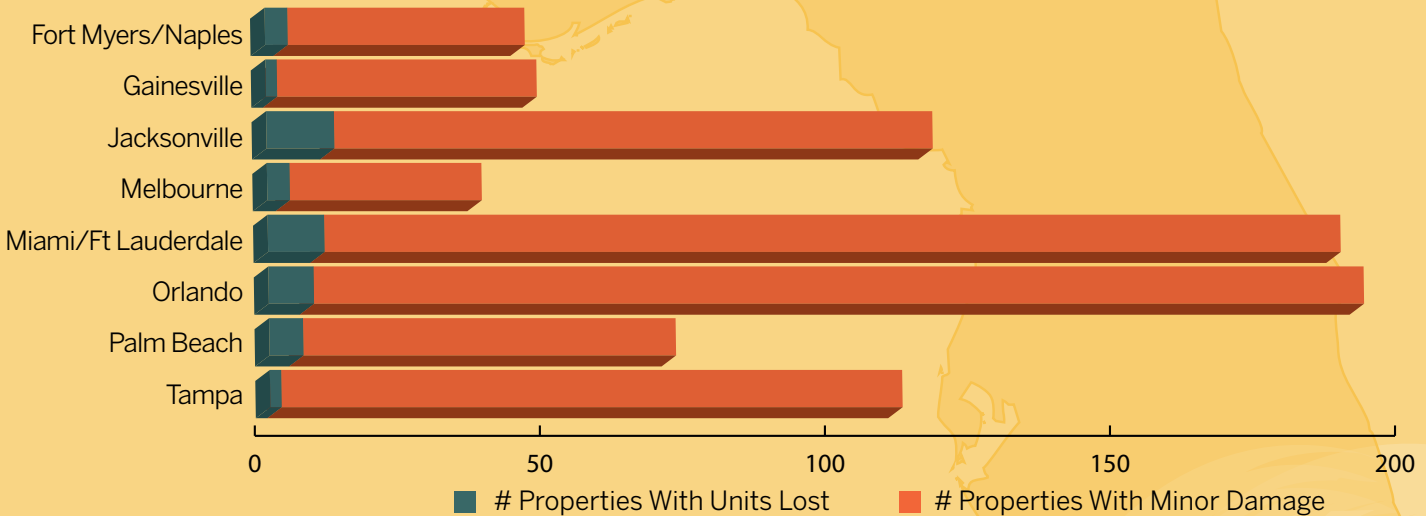 Fort Myers/Naples
Gainesville
Jacksonville
Melbourne
Miami/Ft Lauderdale
Orlando
Palm Beach
Tampa
0 50 100 150 200
# Properties With Units Lost # Properties With Minor Damage